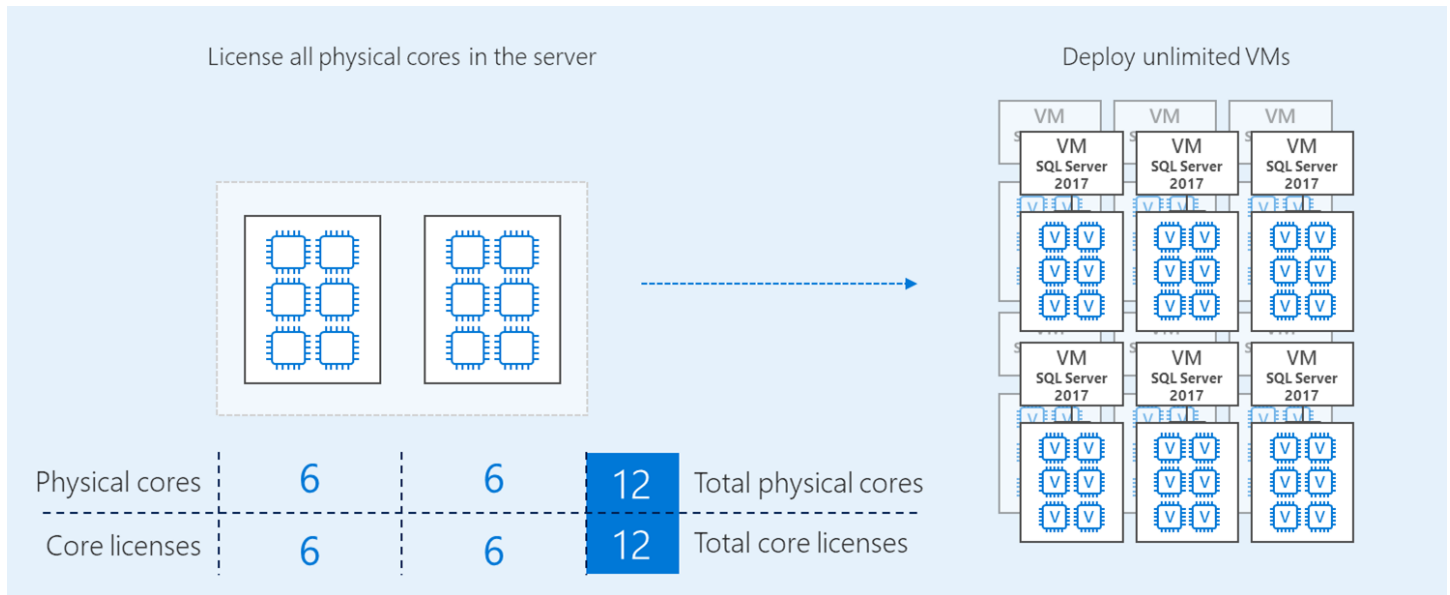 License all physical cores in the server
Deploy unlimited VMs
VM VM VM
VM VM VM
SQL Server SQL Server SQL Server
2017 2017 2017
V V V V V V
V V V V V V
V V V V V V
V V V V V V
VM VM VM
SQL Server SQL Server SQL Server
2017 2017 2017
V V V V V V
V V V V V V
V V V V V V
V V V V V V
Physical cores 6 6 12 Total physical cores
Core licenses 6 6 12 Total core licenses